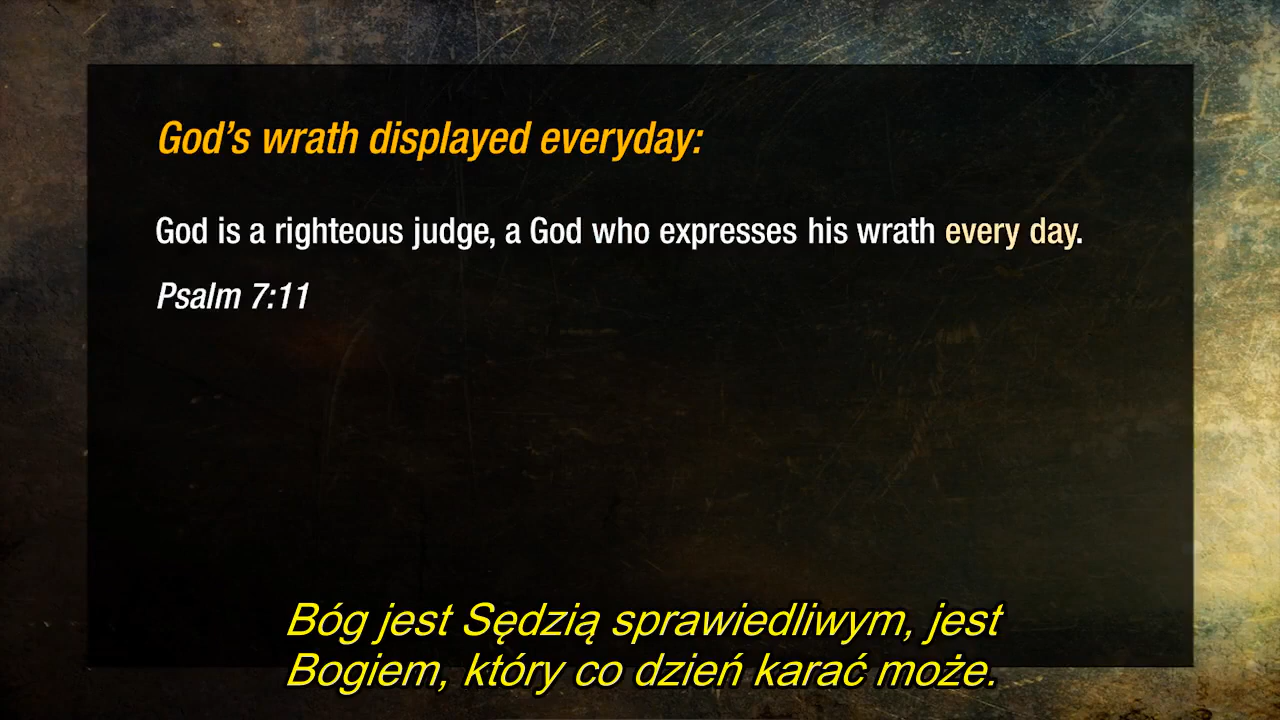 God’s wrath displayed everyday:
God is a righteous judge, a God who expresses his wrath every day.
Psalm 7:11
Bóg jest Sędzią sprawiedliwym, jest
Bogiem, który co dzień karać może.